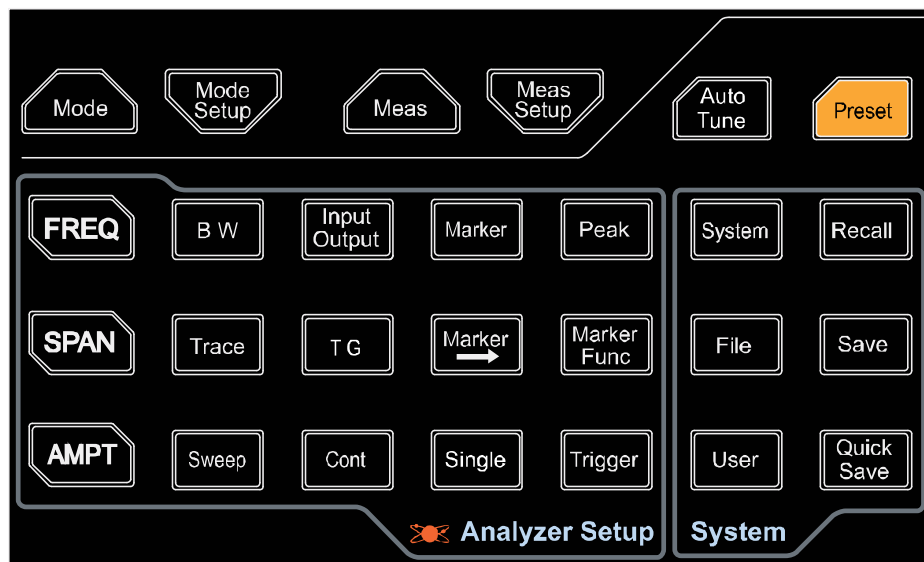 Mode
Mode
Setup
Meas
Meas
Setup
Auto
Tune
Preset
FREQ
B W
Input
Output
Marker
Peak
System
Recall
SPAN
Trace
T G
Marker
Marker
Func
File
Save
AMPT
Sweep
Cont
Single
Trigger
User
Quick
Save
Analyzer Setup
System